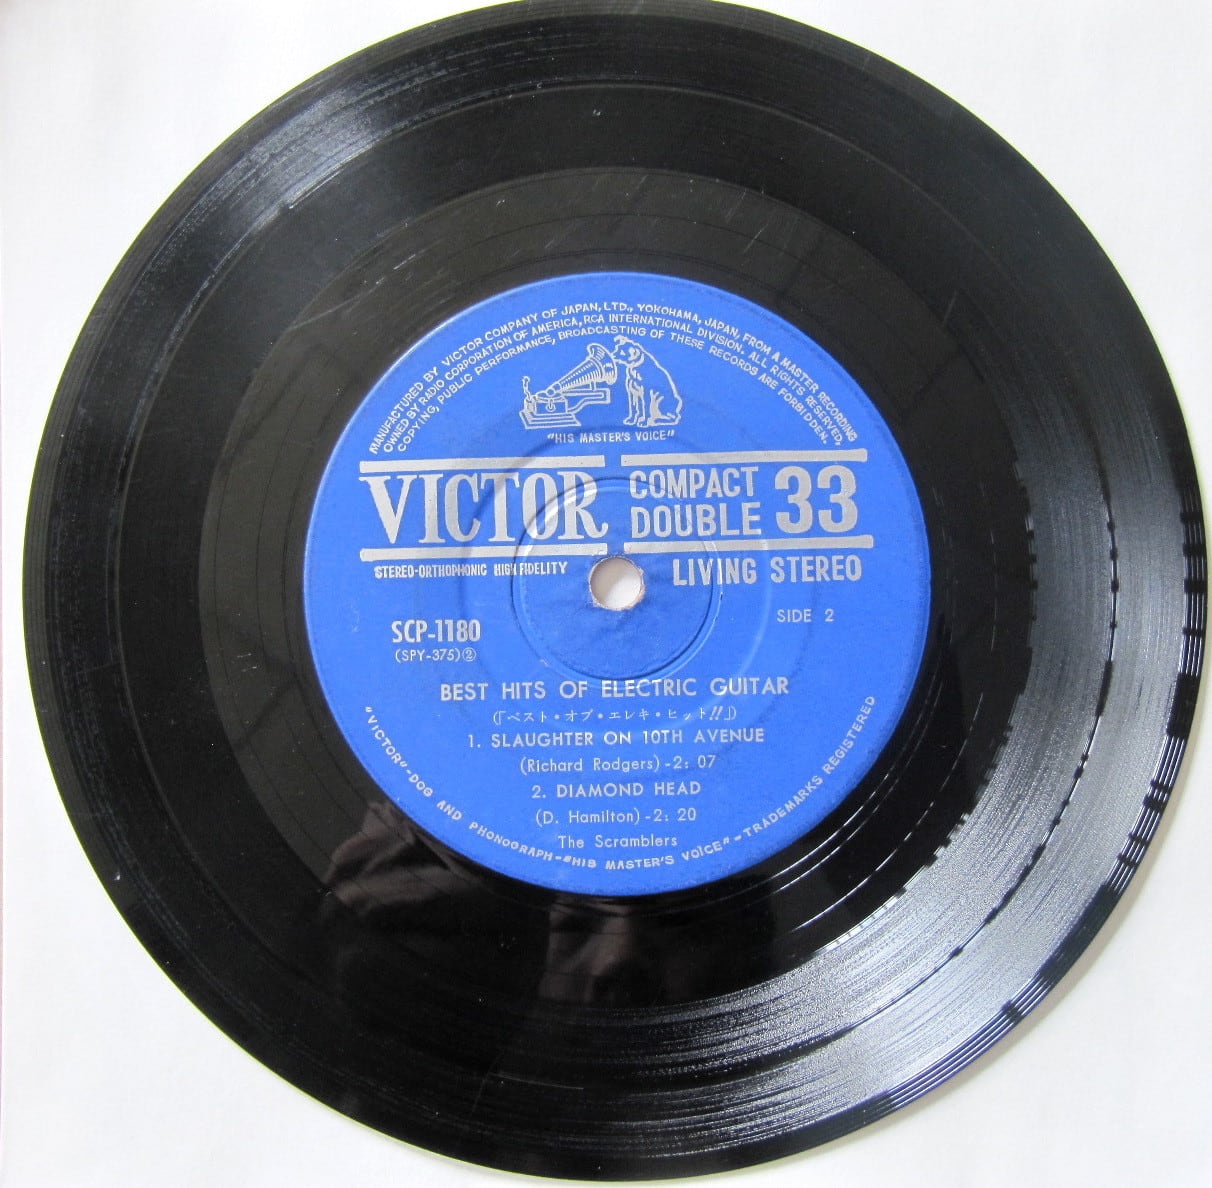 MANUFACTURED BY VICTOR COMPANY OF JAPAN, LTD., YOKOHAMA, JAPAN, FROM A MASTER RECORDING
OWNED BY RADIO CORPORATION OF AMERICA, RCA INTERNATIONAL DIVISION. ALL RIGHTS RESERVED,
COPYING, PUBLIC PERFORMANCE, BROADCASTING OF THESE RECORDS ARE FORBIDDEN.
"HIS MASTER'S VOICE"
VICTOR COMPACT DOUBLE 33
STEREO-ORTHOPHONIC HIGH FIDELITY LIVING STEREO
SCP-1180 SIDE 2
(SPY-375)②
BEST HITS OF ELECTRIC GUITAR
(『ベスト・オブ・エレキ・ヒット!!』)
1. SLAUGHTER ON 10TH AVENUE
(Richard Rodgers)-2: 07
2. DIAMOND HEAD
(D. Hamilton)-2: 20
The Scramblers
"VICTOR"-DOG AND PHONOGRAPH-"HIS MASTER'S VOICE"-TRADEMARKS REGISTERED